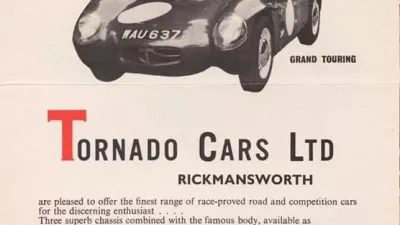 WAU 637
GRAND TOURING
TORNADO CARS LTD
RICKMANSWORTH
are pleased to offer the finest range of race-proved road and competition cars
for the discerning enthusiast . . . .
Three superb chassis combined with the famous body, available as